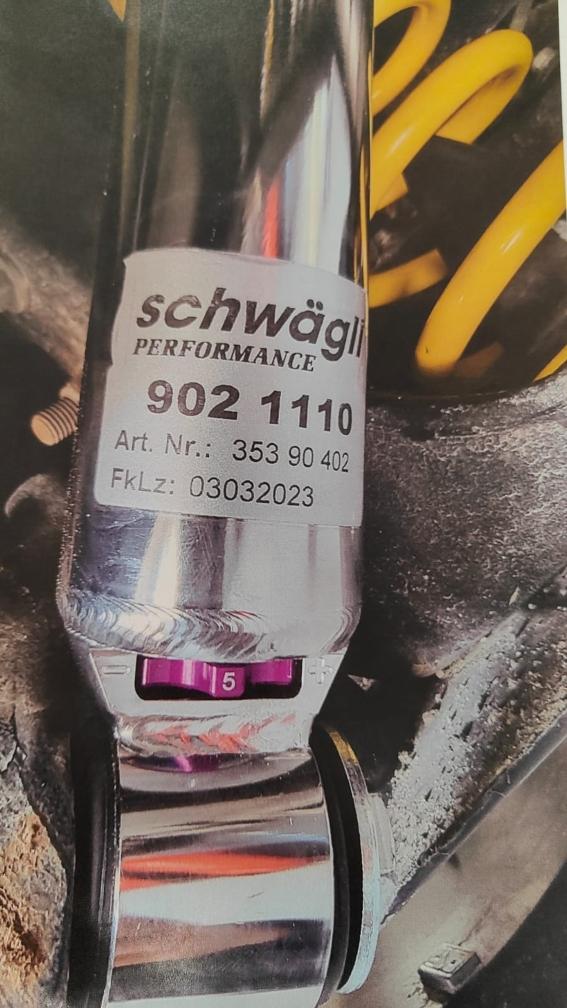 schwägli
PERFORMANCE
902 1110
Art. Nr.: 353 90 402
FkLz: 03032023
- 5 +